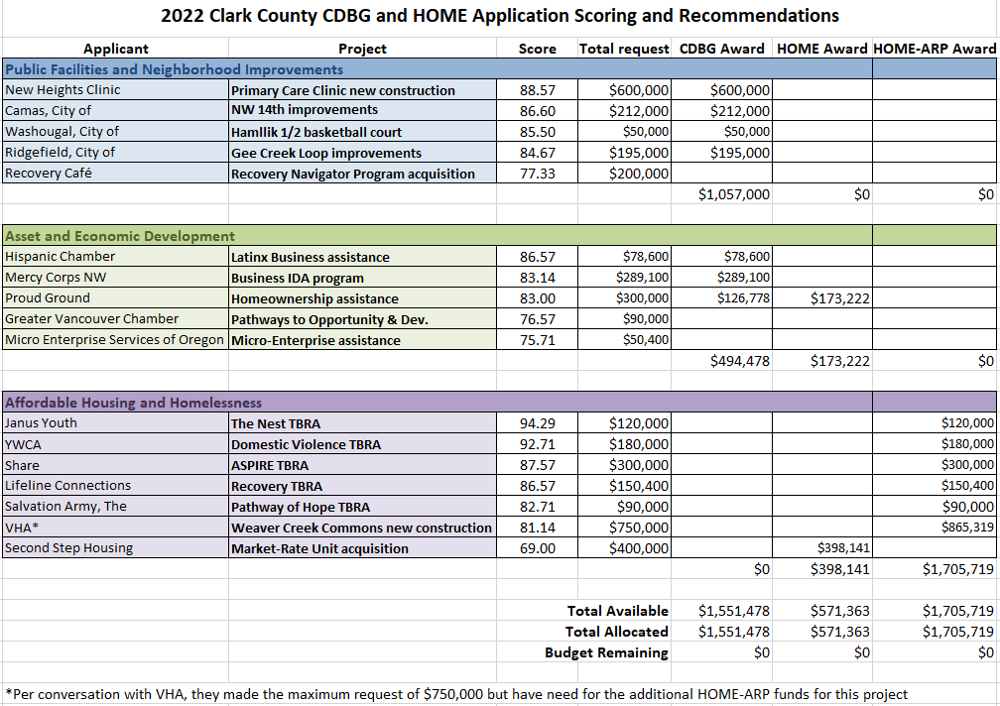 2022 Clark County CDBG and HOME Application Scoring and Recommendations
Applicant Project Score Total request CDBG Award HOME Award HOME-ARP Award
Public Facilities and Neighborhood Improvements
New Heights Clinic Primary Care Clinic new construction 88.57 $600,000 $600,000
Camas, City of NW 14th improvements 86.60 $212,000 $212,000
Washougal, City of Hamllik 1/2 basketball court 85.50 $50,000 $50,000
Ridgefield, City of Gee Creek Loop improvements 84.67 $195,000 $195,000
Recovery Café Recovery Navigator Program acquisition 77.33 $200,000
$1,057,000 $0 $0
Asset and Economic Development
Hispanic Chamber Latinx Business assistance 86.57 $78,600 $78,600
Mercy Corps NW Business IDA program 83.14 $289,100 $289,100
Proud Ground Homeownership assistance 83.00 $300,000 $126,778 $173,222
Greater Vancouver Chamber Pathways to Opportunity & Dev. 76.57 $90,000
Micro Enterprise Services of Oregon Micro-Enterprise assistance 75.71 $50,400
$494,478 $173,222 $0
Affordable Housing and Homelessness
Janus Youth The Nest TBRA 94.29 $120,000 $120,000
YWCA Domestic Violence TBRA 92.71 $180,000 $180,000
Share ASPIRE TBRA 87.57 $300,000 $300,000
Lifeline Connections Recovery TBRA 86.57 $150,400 $150,400
Salvation Army, The Pathway of Hope TBRA 82.71 $90,000 $90,000
VHA* Weaver Creek Commons new construction 81.14 $750,000 $865,319
Second Step Housing Market-Rate Unit acquisition 69.00 $400,000 $398,141
$0 $398,141 $1,705,719
Total Available $1,551,478 $571,363 $1,705,719
Total Allocated $1,551,478 $571,363 $1,705,719
Budget Remaining $0 $0 $0
*Per conversation with VHA, they made the maximum request of $750,000 but have need for the additional HOME-ARP funds for this project